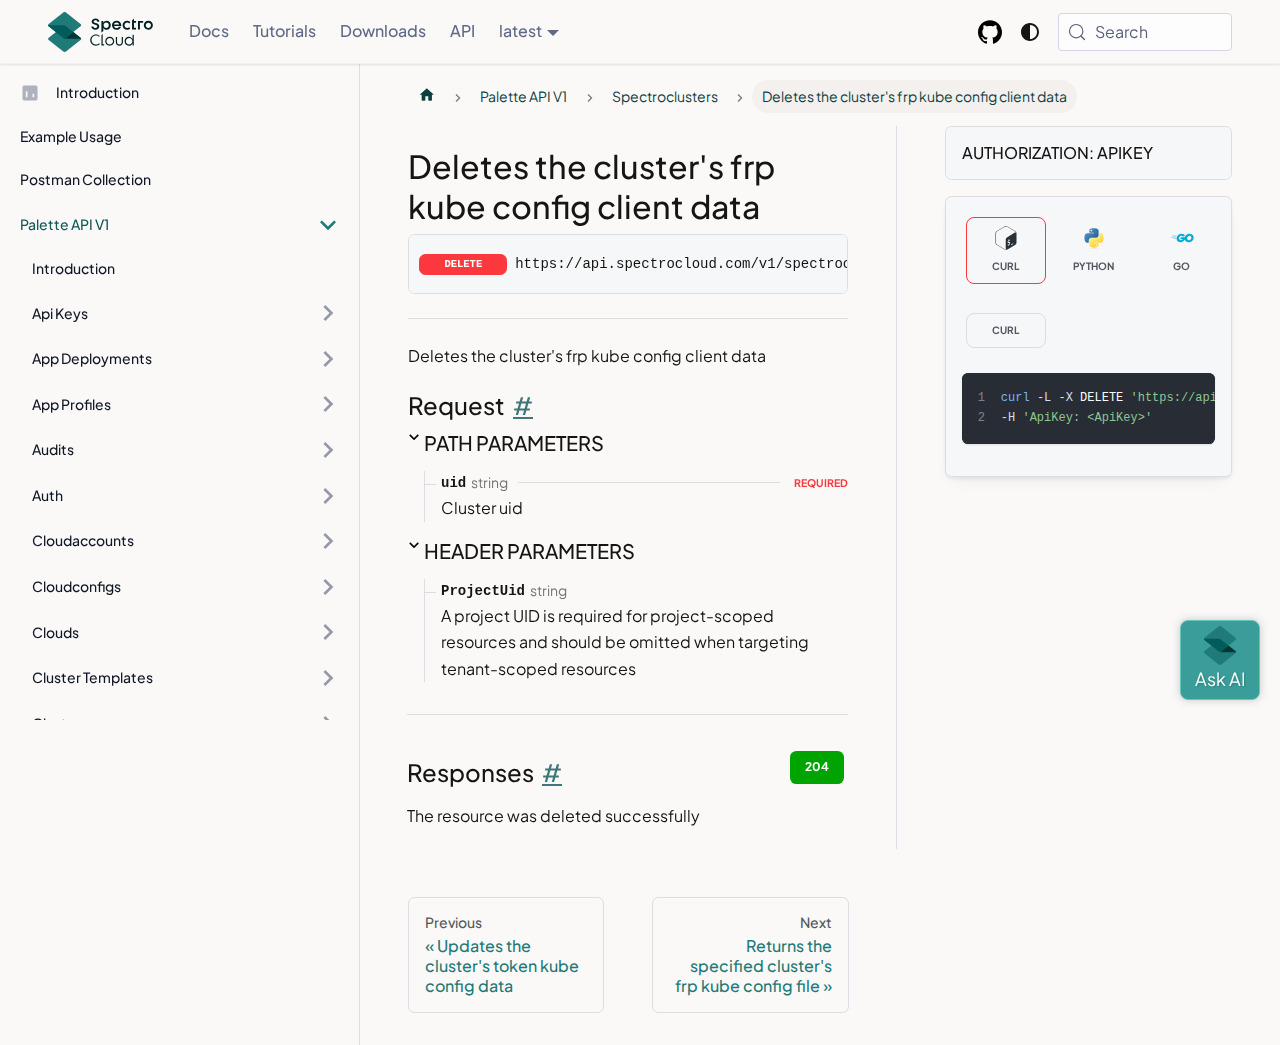 Spectro
Cloud
Docs
Tutorials
Downloads
API
latest
Search
Introduction
Example Usage
Postman Collection
Palette API V1
Introduction
Api Keys
App Deployments
App Profiles
Audits
Auth
Cloudaccounts
Cloudconfigs
Clouds
Cluster Templates
Palette API V1
Spectroclusters
Deletes the cluster's frp kube config client data
Deletes the cluster's frp
kube config client data
DELETE https://api.spectrocloud.com/v1/spectroc
Deletes the cluster's frp kube config client data
Request #
PATH PARAMETERS
uid string REQUIRED
Cluster uid
HEADER PARAMETERS
ProjectUid string
A project UID is required for project-scoped
resources and should be omitted when targeting
tenant-scoped resources
Responses #
204
The resource was deleted successfully
Previous
« Updates the
cluster's token kube
config data
Next
Returns the
specified cluster's
frp kube config file »
AUTHORIZATION: APIKEY
CURL
PYTHON
GO
CURL
1 curl -L -X DELETE 'https://api
2 -H 'ApiKey: <ApiKey>'
Ask AI